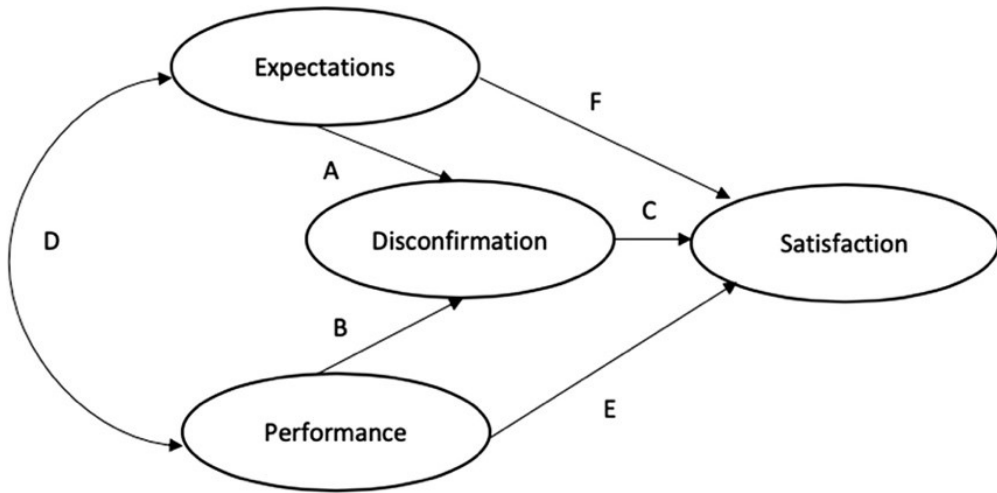 Expectations
F
A
D
Disconfirmation
C
Satisfaction
B
Performance
E